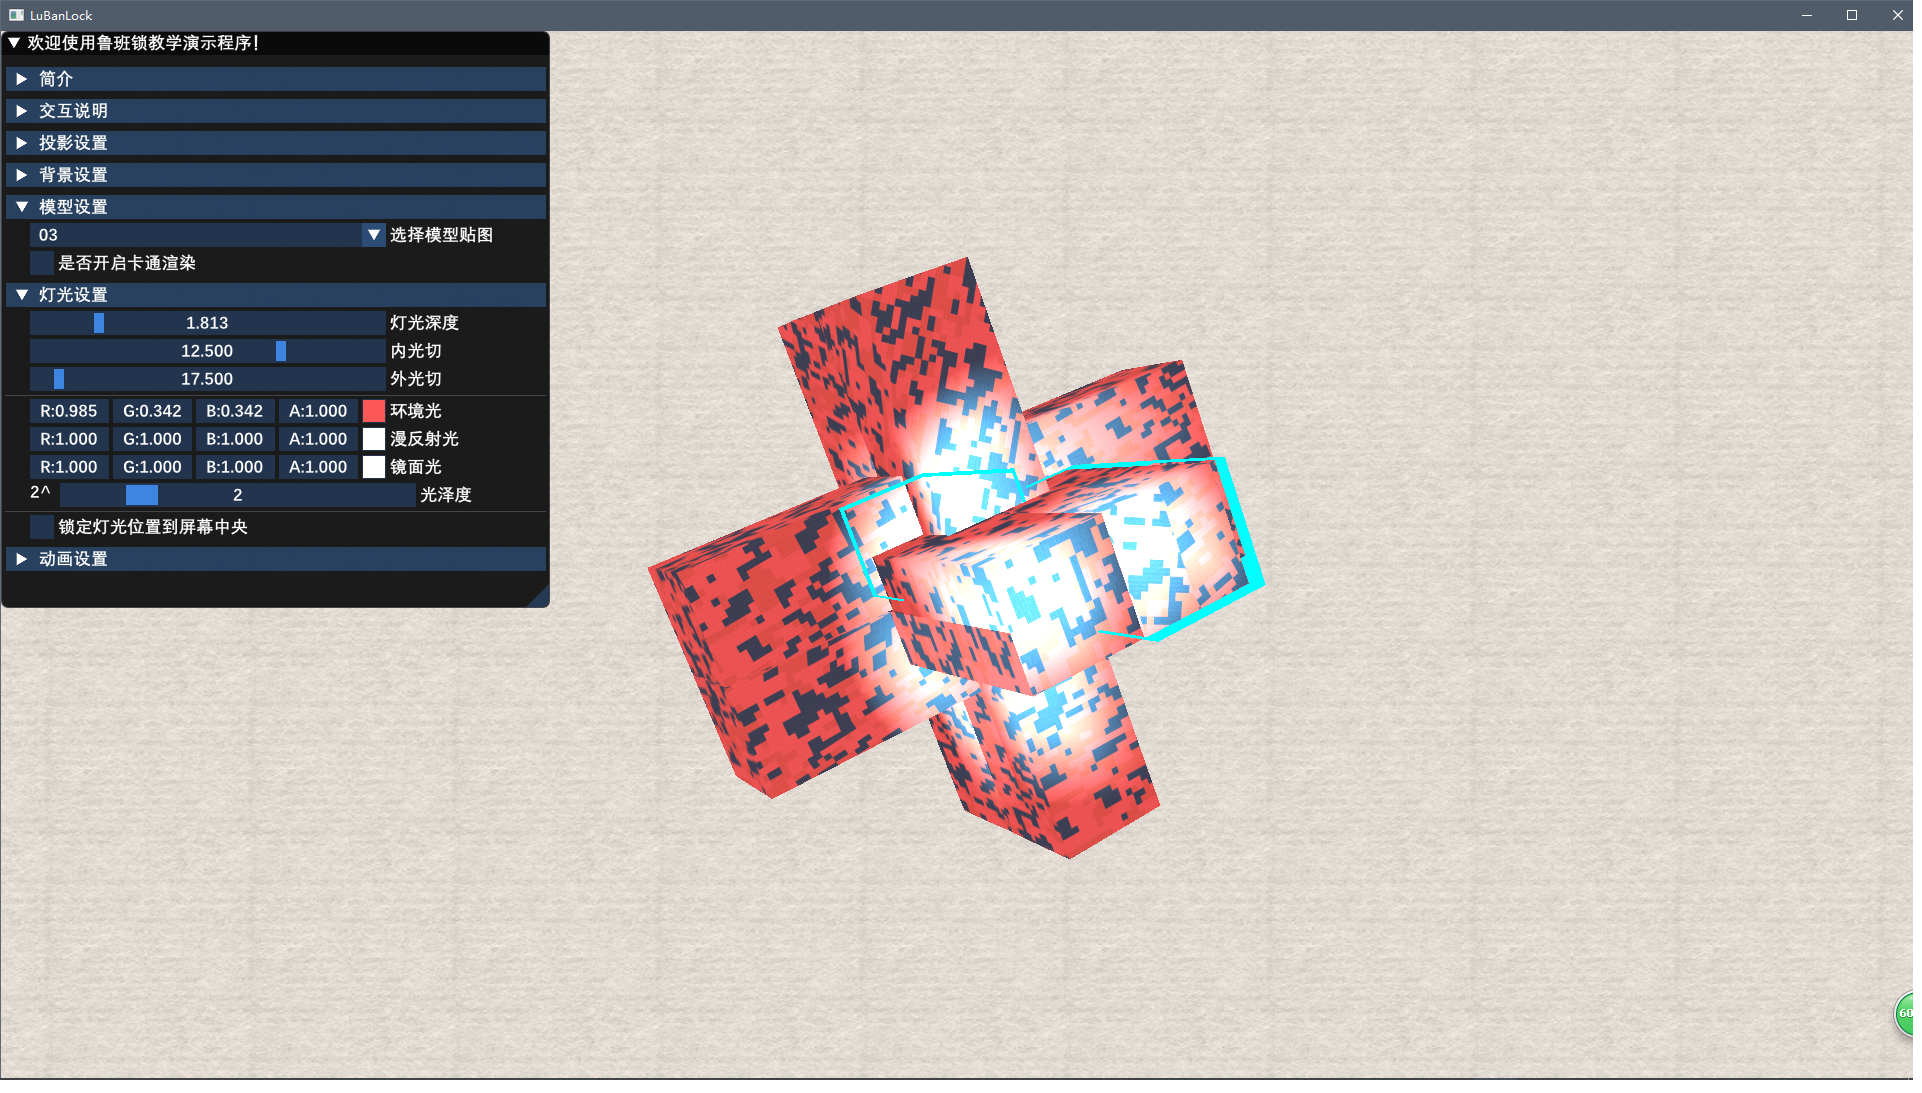 LuBanLock
欢迎使用鲁班锁教学演示程序!
简介
交互说明
投影设置
背景设置
模型设置
03 选择模型贴图
是否开启卡通渲染
灯光设置
1.813 灯光深度
12.500 内光切
17.500 外光切
R:0.985 G:0.342 B:0.342 A:1.000 环境光
R:1.000 G:1.000 B:1.000 A:1.000 漫反射光
R:1.000 G:1.000 B:1.000 A:1.000 镜面光
2^ 2 光泽度
锁定灯光位置到屏幕中央
动画设置
60